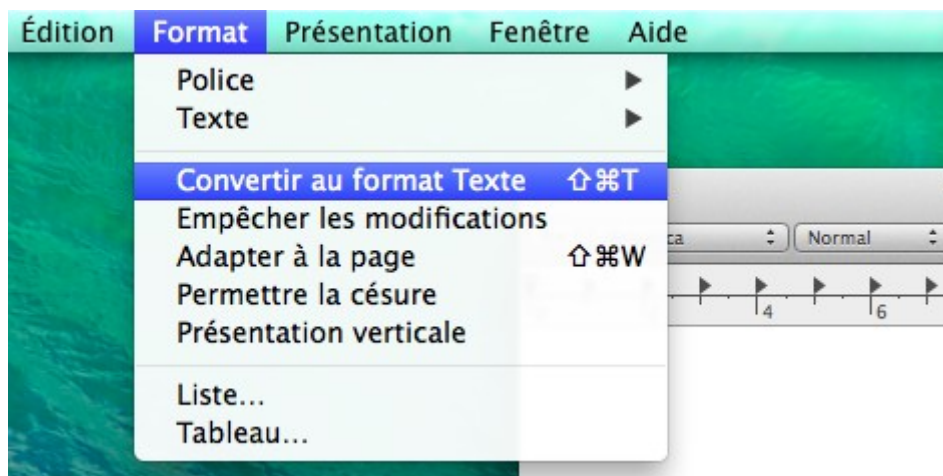 Édition Format Présentation Fenêtre Aide
Police
Texte
Convertir au format Texte ⇧⌘T
Empêcher les modifications
Adapter à la page ⇧⌘W
Permettre la césure
Présentation verticale
Liste...
Tableau...
ca Normal
4 6